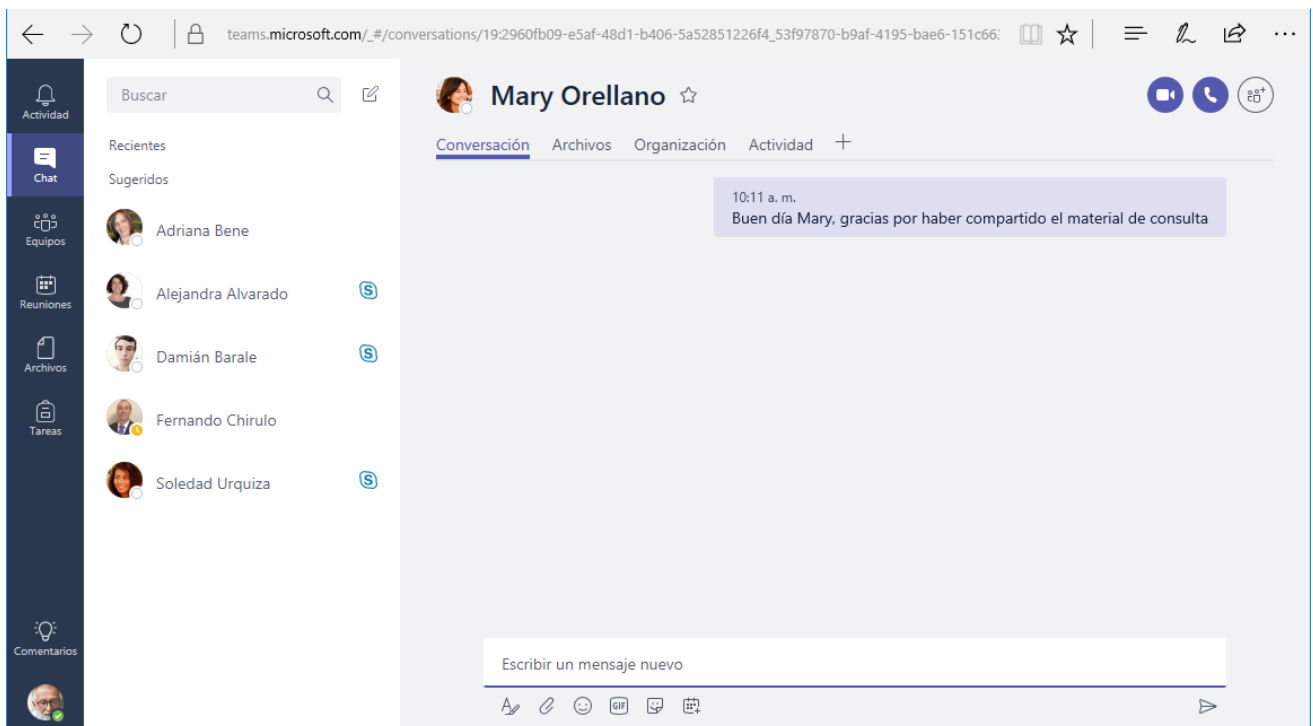 teams.microsoft.com/_#/conversations/19:2960fb09-e5af-48d1-b406-5a52851226f4_53f97870-b9af-4195-bae6-151c66
Actividad
Chat
Equipos
Reuniones
Archivos
Tareas
Comentarios
Buscar
Recientes
Sugeridos
Adriana Bene
Alejandra Alvarado
Damián Barale
Fernando Chirulo
Soledad Urquiza
Mary Orellano
Conversación Archivos Organización Actividad
10:11 a. m.
Buen día Mary, gracias por haber compartido el material de consulta
Escribir un mensaje nuevo
GIF